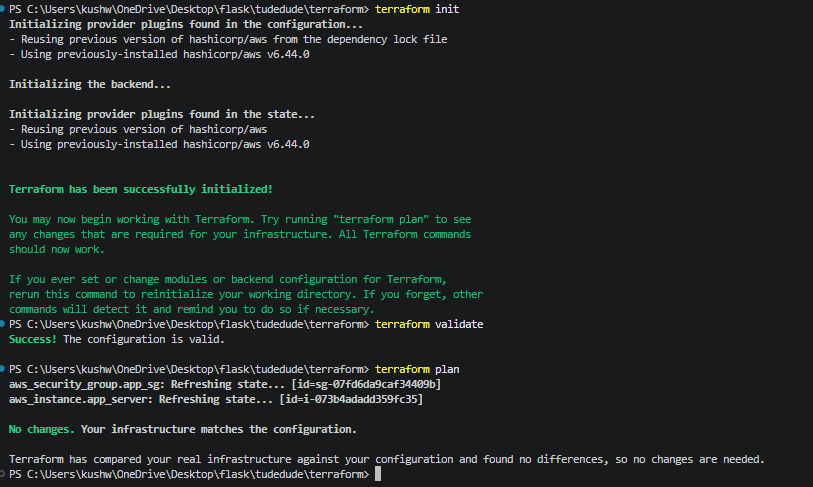 PS C:\Users\kushw\OneDrive\Desktop\flask\tudedude\terraform> terraform init
Initializing provider plugins found in the configuration...
- Reusing previous version of hashicorp/aws from the dependency lock file
- Using previously-installed hashicorp/aws v6.44.0
Initializing the backend...
Initializing provider plugins found in the state...
- Reusing previous version of hashicorp/aws
- Using previously-installed hashicorp/aws v6.44.0
Terraform has been successfully initialized!
You may now begin working with Terraform. Try running "terraform plan" to see
any changes that are required for your infrastructure. All Terraform commands
should now work.
If you ever set or change modules or backend configuration for Terraform,
rerun this command to reinitialize your working directory. If you forget, other
commands will detect it and remind you to do so if necessary.
PS C:\Users\kushw\OneDrive\Desktop\flask\tudedude\terraform> terraform validate
Success! The configuration is valid.
PS C:\Users\kushw\OneDrive\Desktop\flask\tudedude\terraform> terraform plan
aws_security_group.app_sg: Refreshing state... [id=sg-07fd6da9caf34409b]
aws_instance.app_server: Refreshing state... [id=i-073b4adadd359fc35]
No changes. Your infrastructure matches the configuration.
Terraform has compared your real infrastructure against your configuration and found no differences, so no changes are needed.
PS C:\Users\kushw\OneDrive\Desktop\flask\tudedude\terraform>